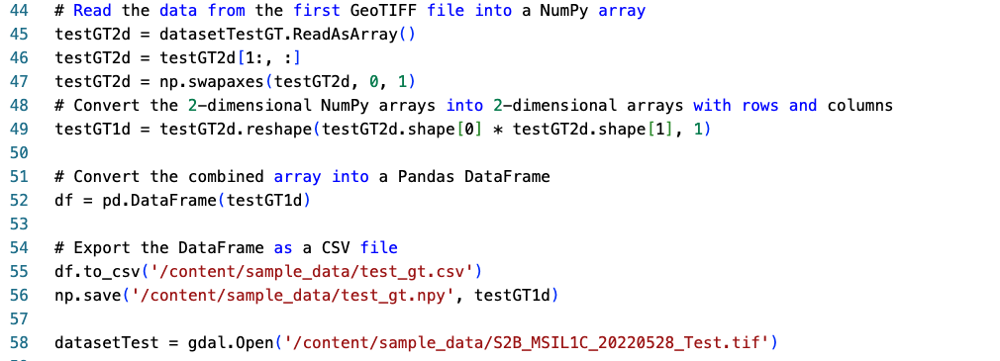 44 # Read the data from the first GeoTIFF file into a NumPy array
45 testGT2d = datasetTestGT.ReadAsArray()
46 testGT2d = testGT2d[1:, :]
47 testGT2d = np.swapaxes(testGT2d, 0, 1)
48 # Convert the 2-dimensional NumPy arrays into 2-dimensional arrays with rows and columns
49 testGT1d = testGT2d.reshape(testGT2d.shape[0] * testGT2d.shape[1], 1)
50
51 # Convert the combined array into a Pandas DataFrame
52 df = pd.DataFrame(testGT1d)
53
54 # Export the DataFrame as a CSV file
55 df.to_csv('/content/sample_data/test_gt.csv')
56 np.save('/content/sample_data/test_gt.npy', testGT1d)
57
58 datasetTest = gdal.Open('/content/sample_data/S2B_MSIL1C_20220528_Test.tif')